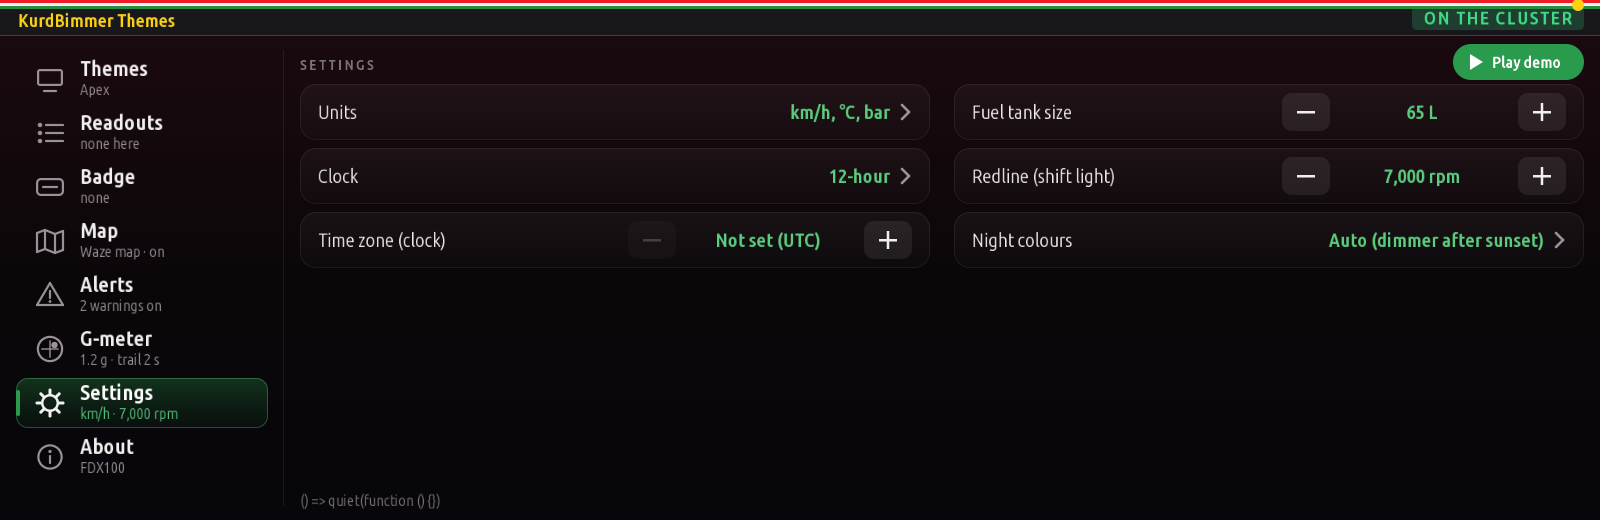 KurdBimmer Themes
ON THE CLUSTER
Themes
Apex
Readouts
none here
Badge
none
Map
Waze map · on
Alerts
2 warnings on
G-meter
1.2 g · trail 2 s
Settings
km/h · 7,000 rpm
About
FDX100
SETTINGS
Play demo
Units
km/h, °C, bar
Fuel tank size
65 L
Clock
12-hour
Redline (shift light)
7,000 rpm
Time zone (clock)
Not set (UTC)
Night colours
Auto (dimmer after sunset)
() => quiet(function () {})